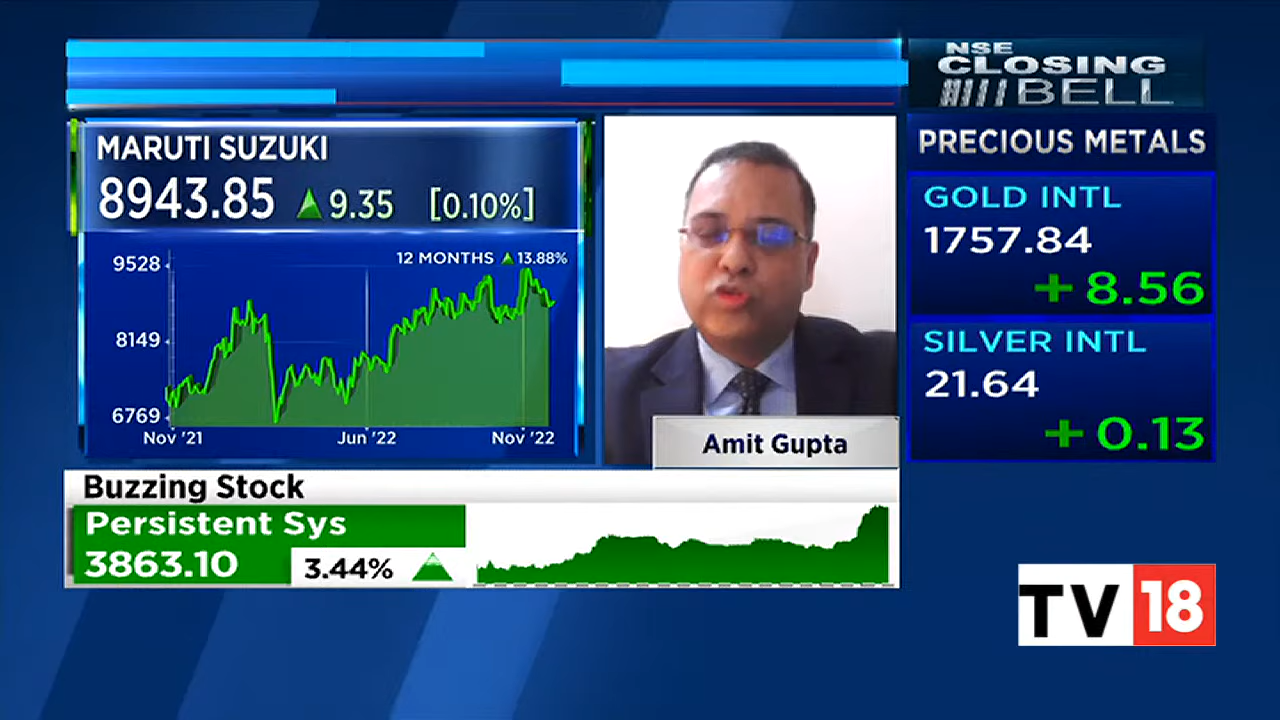 NSE
CLOSING
BELL
MARUTI SUZUKI
8943.85 ▲ 9.35 [0.10%]
12 MONTHS ▲ 13.88%
9528
8149
6769
Nov '21 Jun '22 Nov '22
Amit Gupta
PRECIOUS METALS
GOLD INTL
1757.84
+ 8.56
SILVER INTL
21.64
+ 0.13
Buzzing Stock
Persistent Sys
3863.10 3.44% ▲
TV18